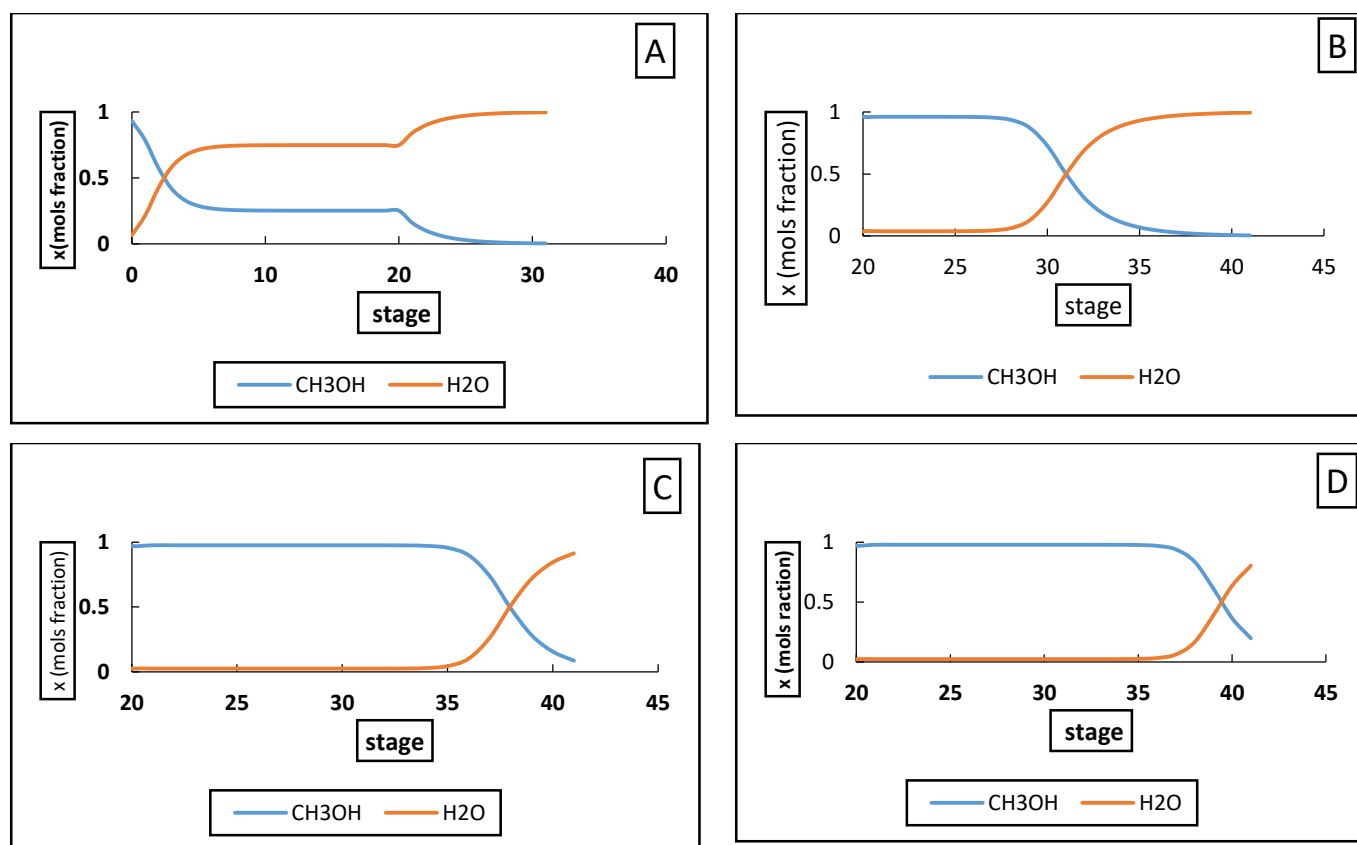 A
x(mols fraction)
1
0.5
0
0 10 20 30 40
stage
CH3OH H2O
B
x (mols fraction)
1
0.5
0
20 25 30 35 40 45
stage
CH3OH H2O
C
x (mols fraction)
1
0.5
0
20 25 30 35 40 45
stage
CH3OH H2O
D
x (mols raction)
1
0.5
0
20 25 30 35 40 45
stage
CH3OH H2O